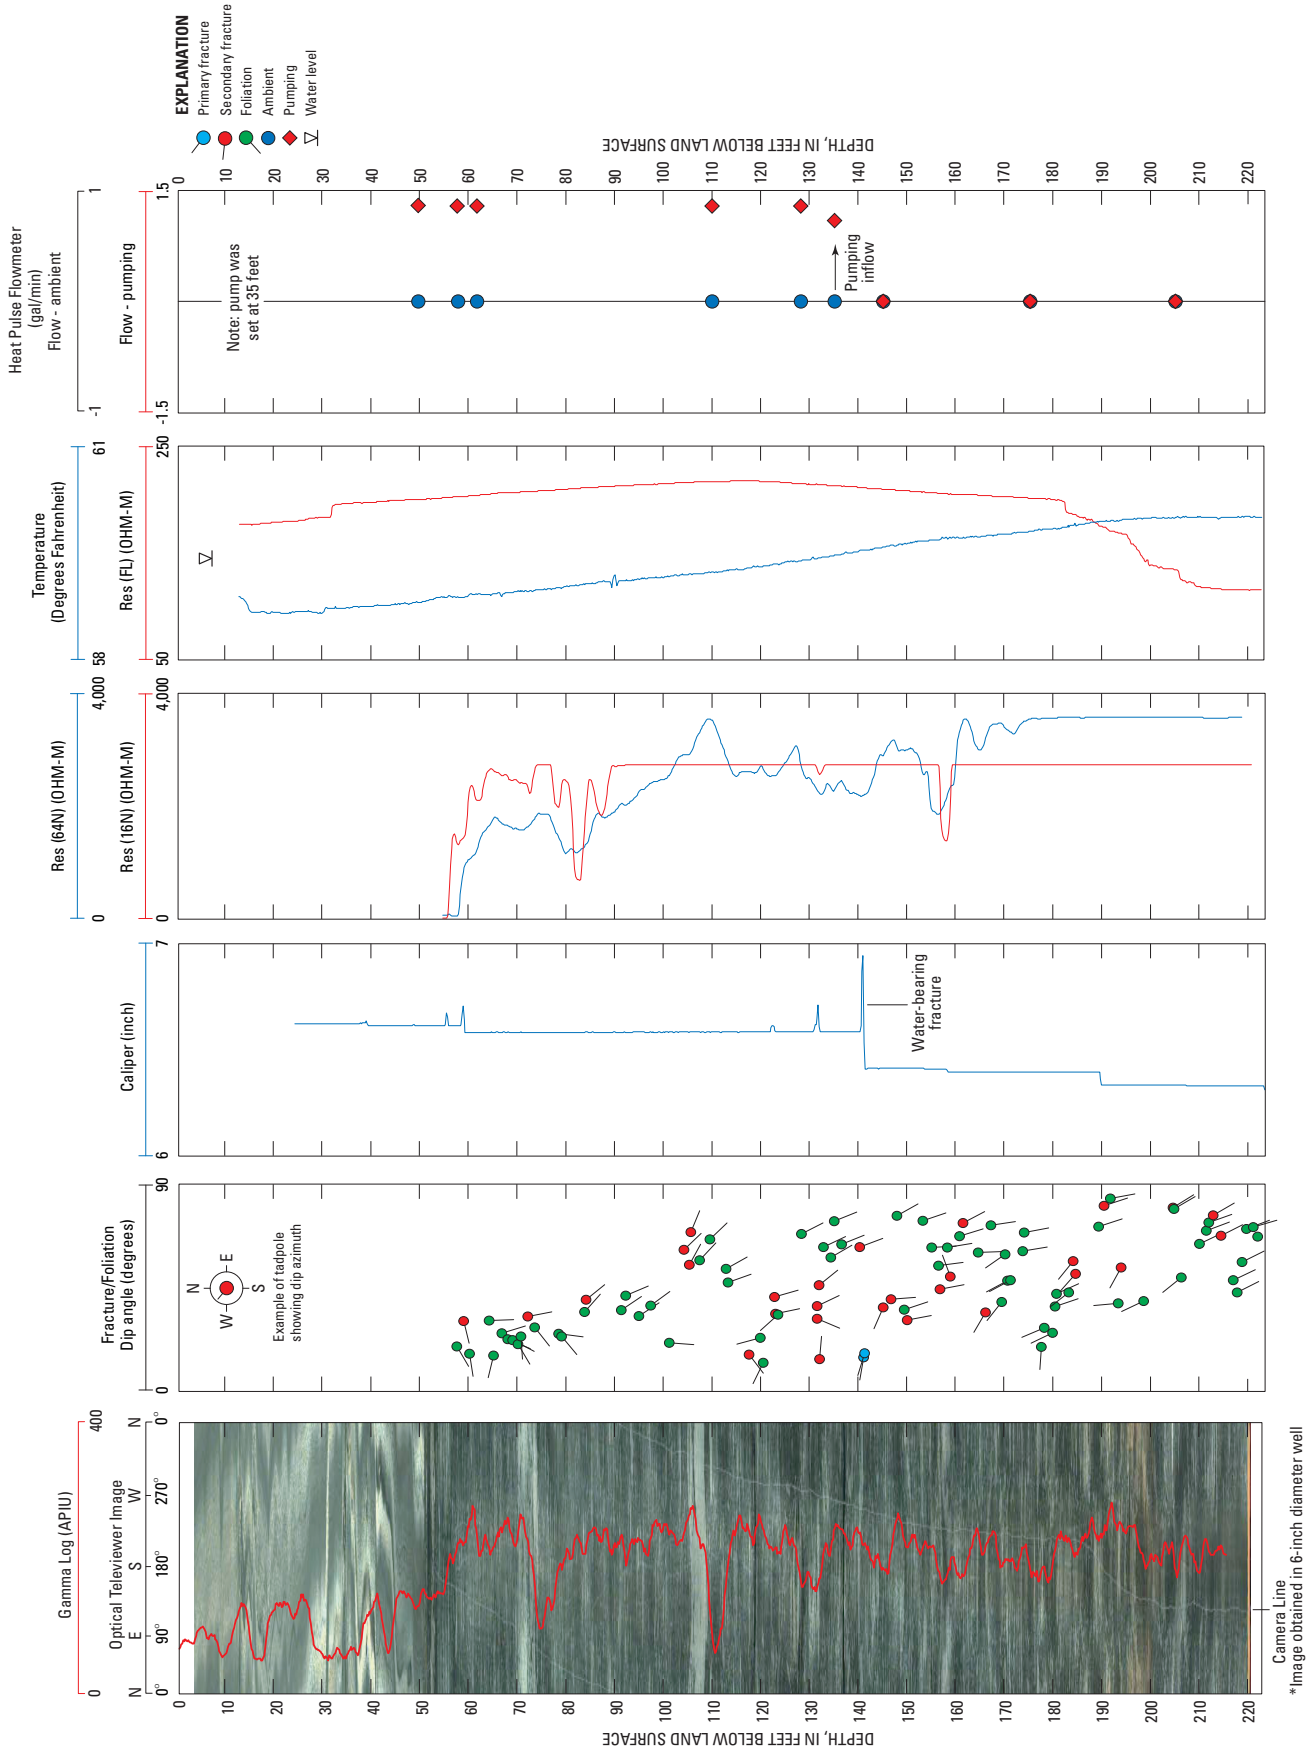 Gamma Log (APIU)
0 400
Optical Televiewer Image
N E S W N
0° 90° 180° 270° 0°
Fracture/Foliation
Dip angle (degrees)
0 90
N
W E
S
Example of tadpole
showing dip azimuth
Caliper (inch)
6 7
Water-bearing
fracture
Res (64N) (OHM-M)
0 4,000
Res (16N) (OHM-M)
0 4,000
Temperature
(Degrees Fahrenheit)
58 61
Res (FL) (OHM-M)
50 250
Heat Pulse Flowmeter
(gal/min)
Flow - ambient
-1 1
Flow - pumping
-1.5 1.5
Note: pump was
set at 35 feet
Pumping
inflow
EXPLANATION
Primary fracture
Secondary fracture
Foliation
Ambient
Pumping
Water level
DEPTH, IN FEET BELOW LAND SURFACE
0
10
20
30
40
50
60
70
80
90
100
110
120
130
140
150
160
170
180
190
200
210
220
DEPTH, IN FEET BELOW LAND SURFACE
0
10
20
30
40
50
60
70
80
90
100
110
120
130
140
150
160
170
180
190
200
210
220
Camera Line
*Image obtained in 6-inch diameter well